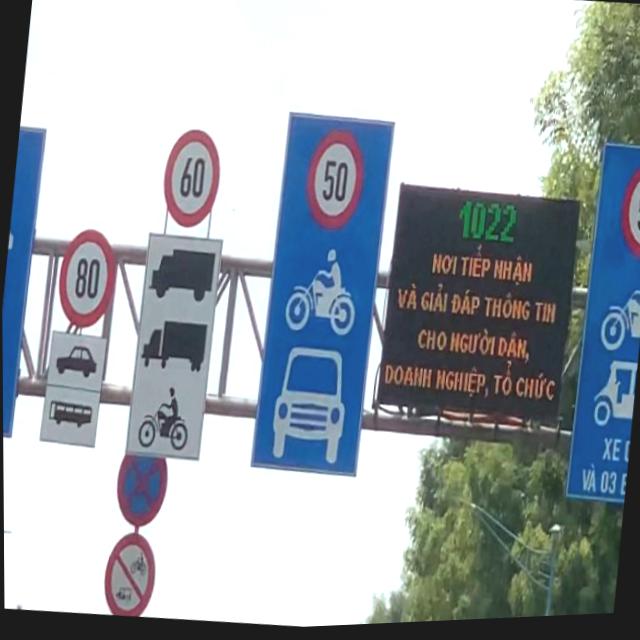 80
60
50
1022
NƠI TIẾP NHẬN
VÀ GIẢI ĐÁP THÔNG TIN
CHO NGƯỜI DÂN,
DOANH NGHIỆP, TỔ CHỨC
XE
VÀ 03